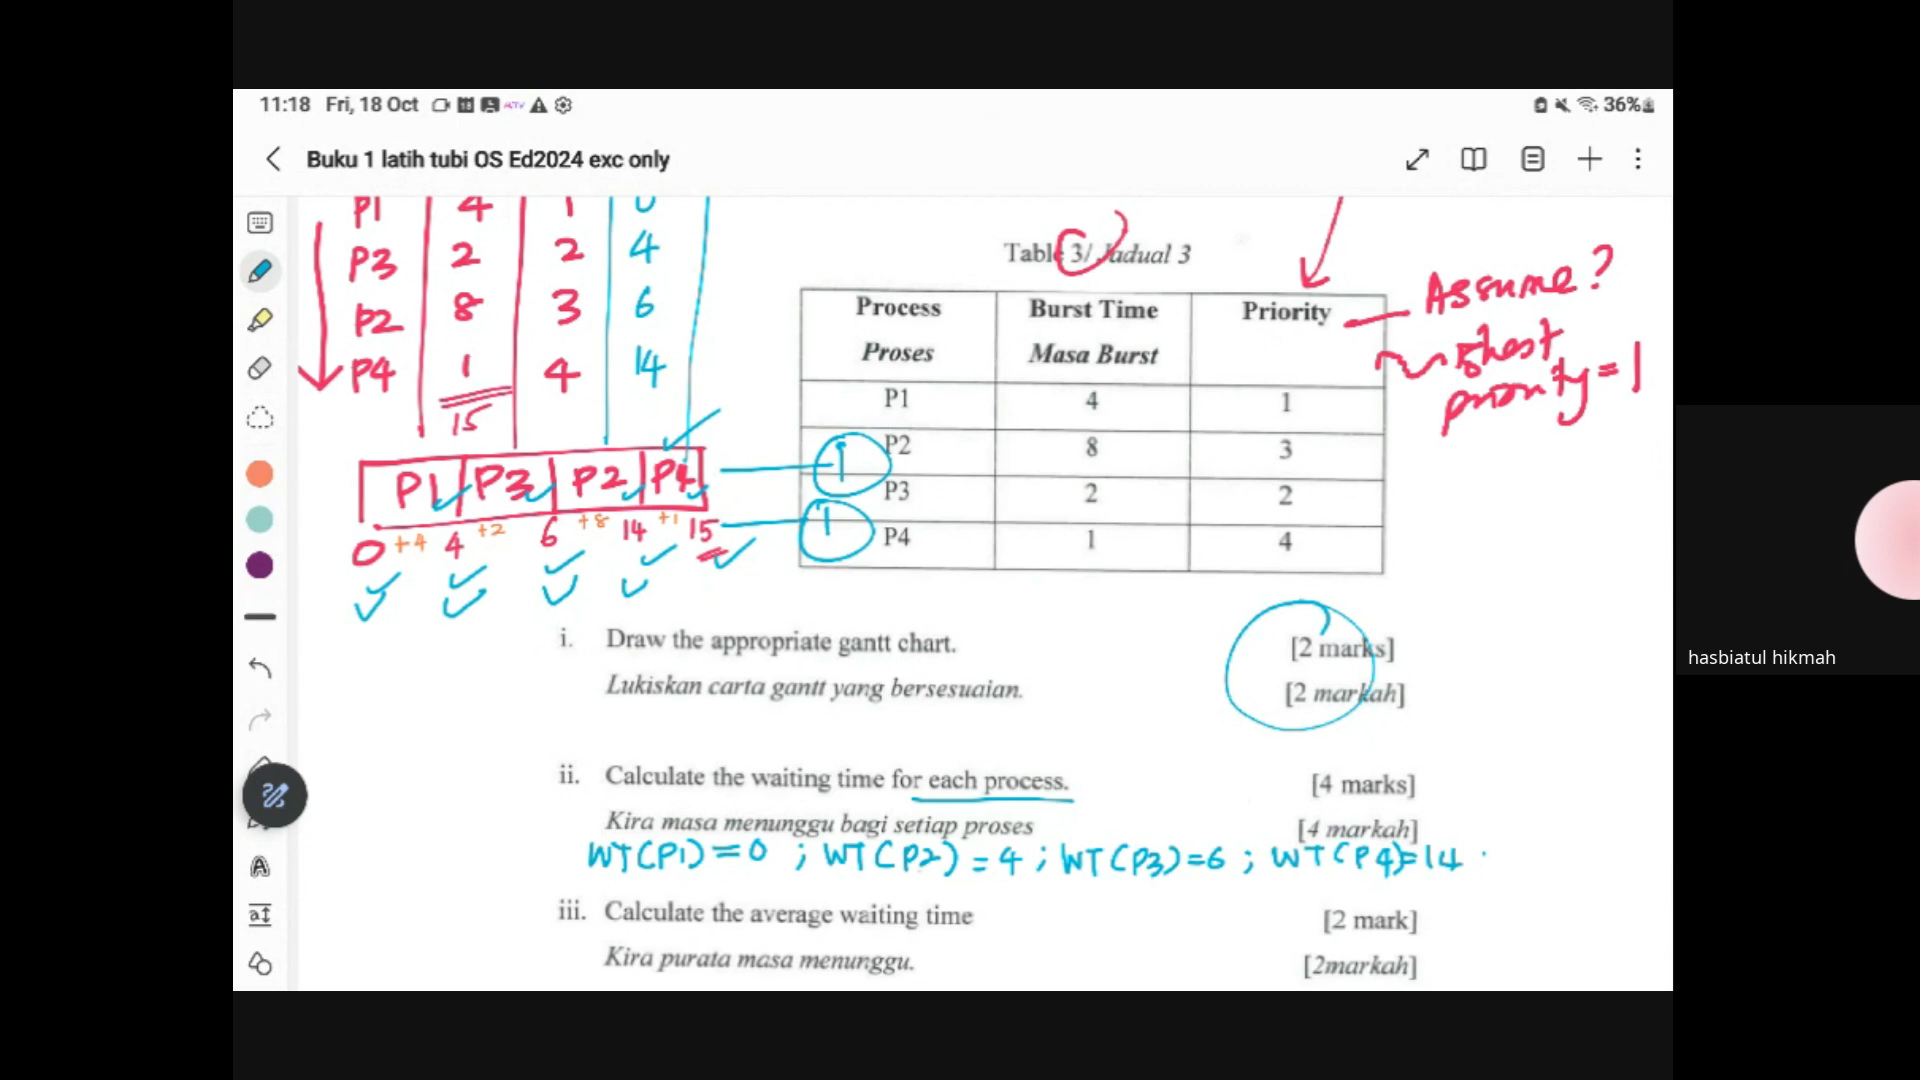 11:18 Fri, 18 Oct
36%
Buku 1 latih tubi OS Ed2024 exc only
P1 4 1 0
P3 2 2 4
P2 8 3 6
P4 1 4 14
15
P1 P3 P2 P4
0 +4 4 +2 6 +8 14 +1 15
1
1
Table 3/ Jadual 3
Process Burst Time Priority
Proses Masa Burst
P1 4 1
P2 8 3
P3 2 2
P4 1 4
Assume?
priority = 1
i. Draw the appropriate gantt chart. [2 marks]
Lukiskan carta gantt yang bersesuaian. [2 markah]
ii. Calculate the waiting time for each process. [4 marks]
Kira masa menunggu bagi setiap proses [4 markah]
WT(P1) = 0 ; WT(P2) = 4 ; WT(P3) = 6 ; WT(P4) = 14
iii. Calculate the average waiting time [2 mark]
Kira purata masa menunggu. [2markah]
hasbiatul hikmah